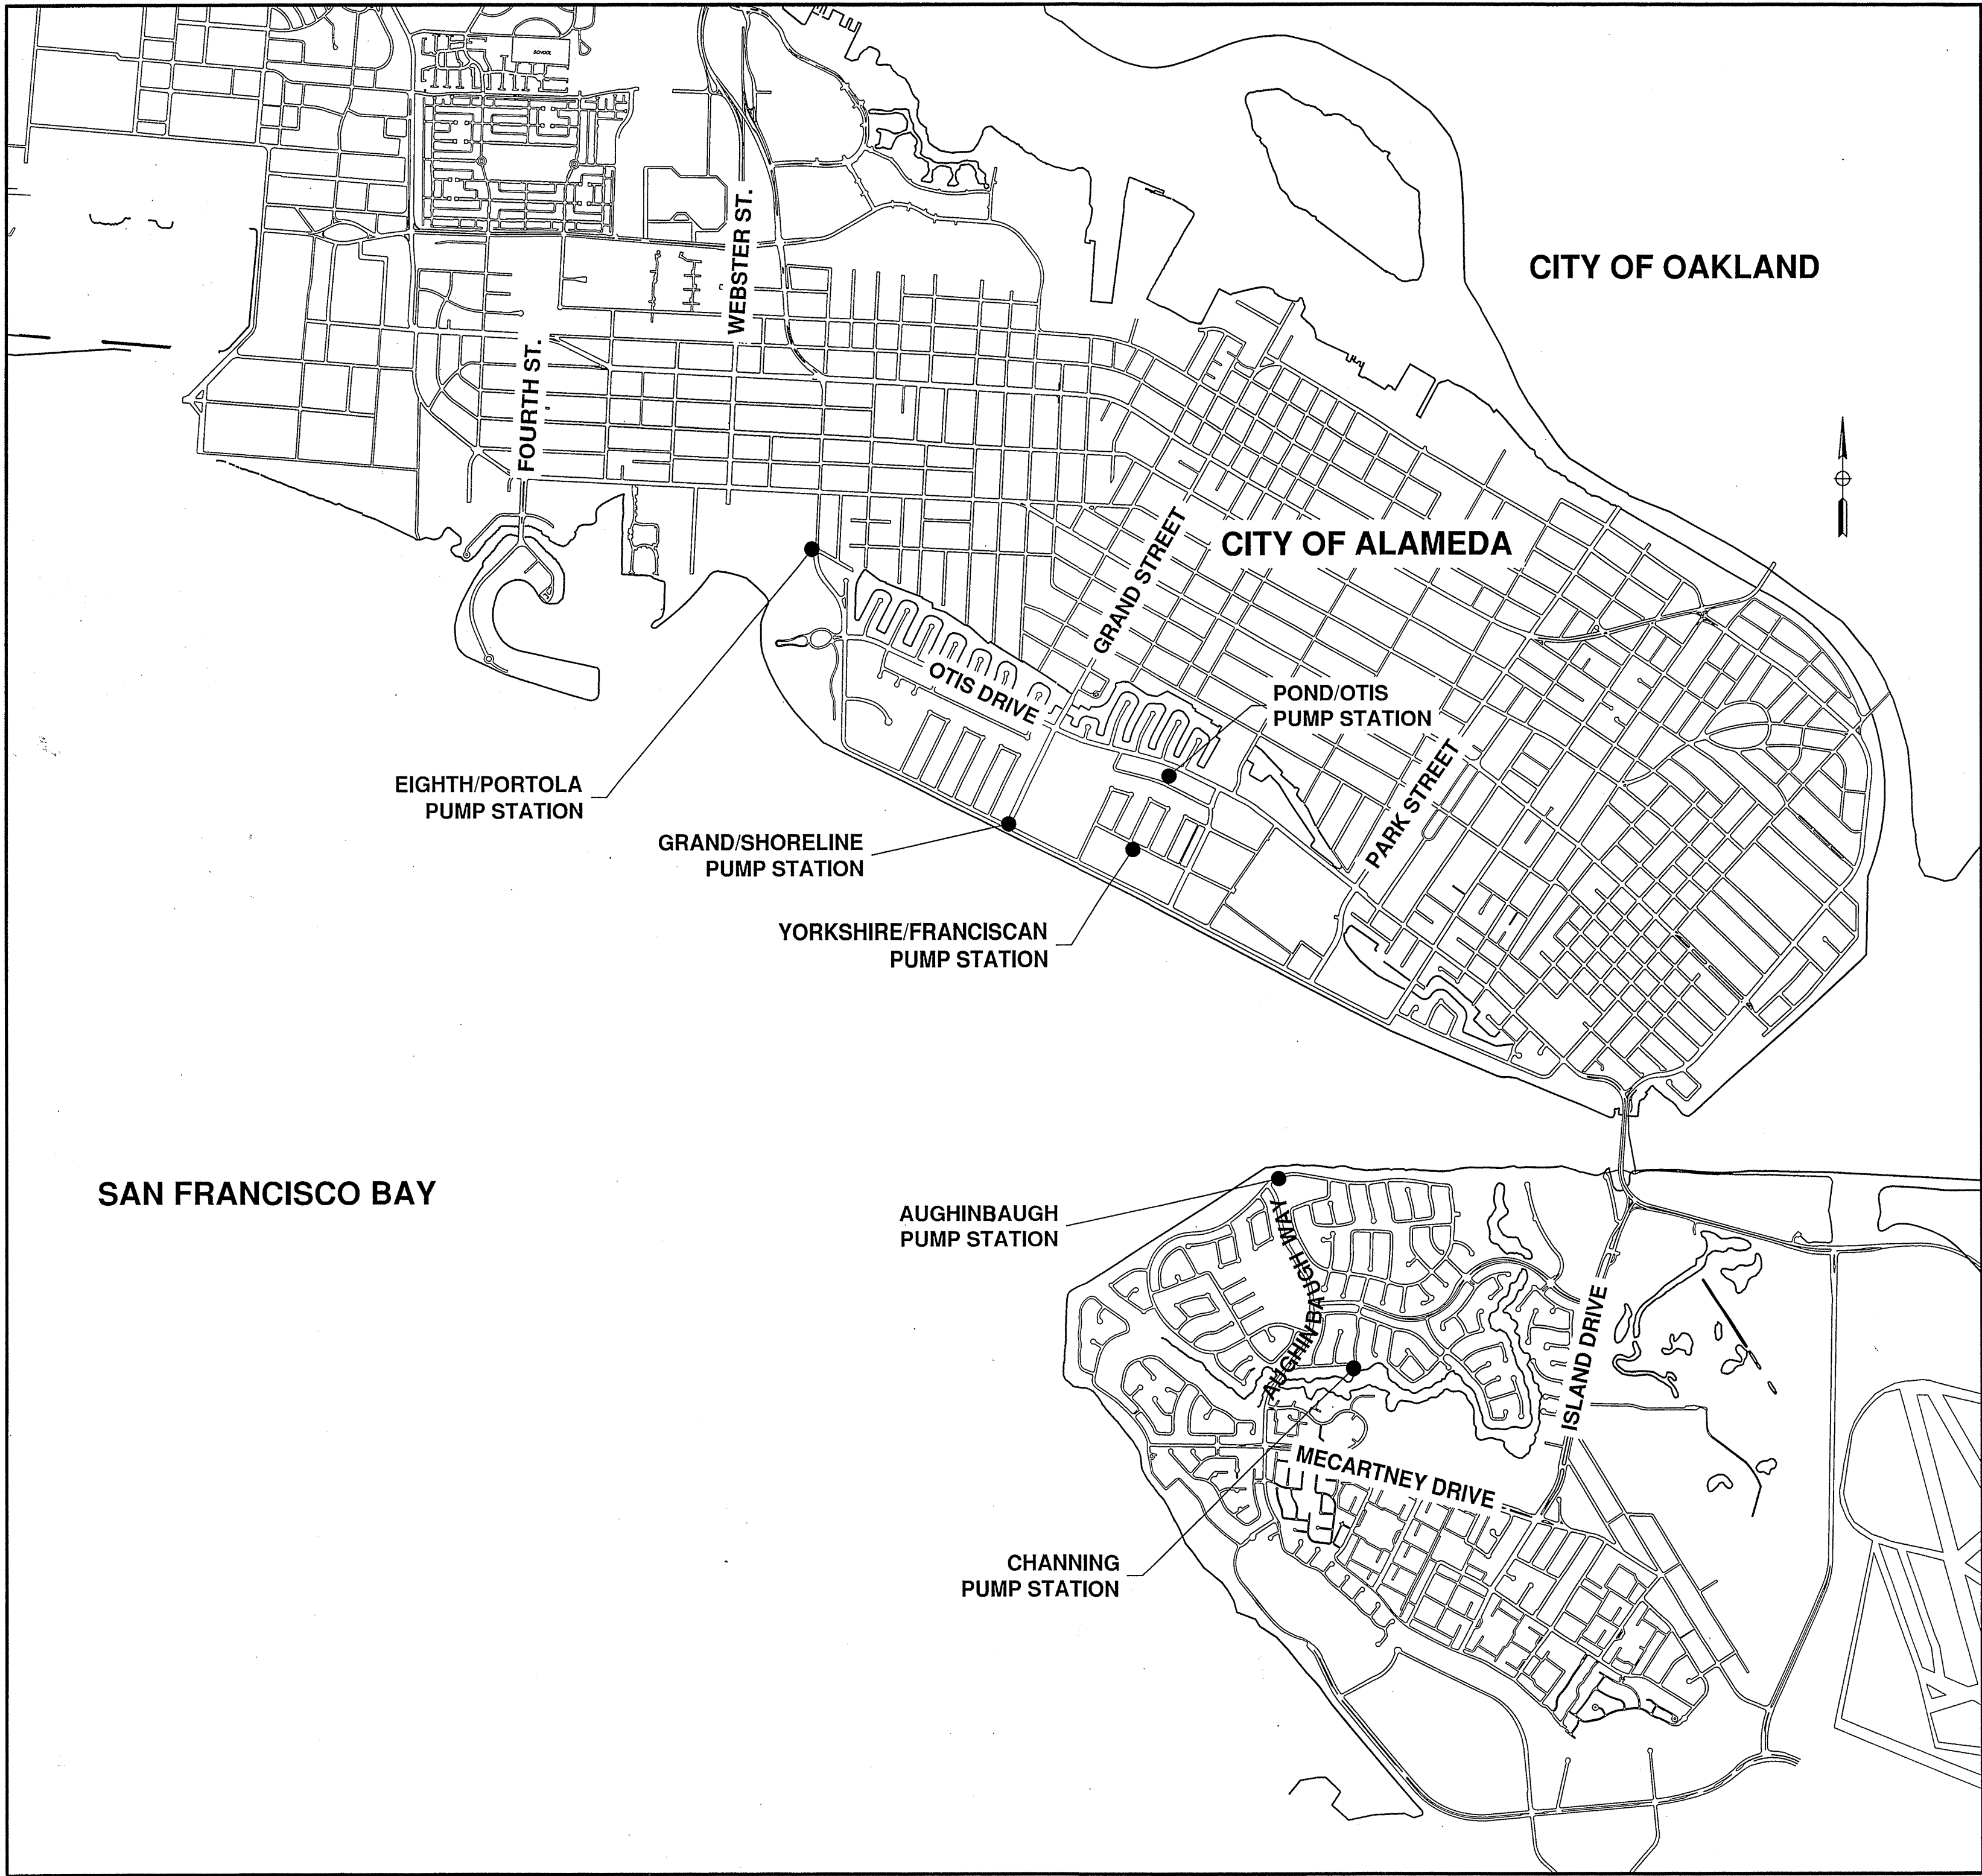 SCHOOL
WEBSTER ST.
CITY OF OAKLAND
FOURTH ST.
GRAND STREET
CITY OF ALAMEDA
OTIS DRIVE
POND/OTIS
PUMP STATION
PARK STREET
EIGHTH/PORTOLA
PUMP STATION
GRAND/SHORELINE
PUMP STATION
YORKSHIRE/FRANCISCAN
PUMP STATION
SAN FRANCISCO BAY
AUGHINBAUGH
PUMP STATION
AUGHINBAUGH WAY
ISLAND DRIVE
MECARTNEY DRIVE
CHANNING
PUMP STATION